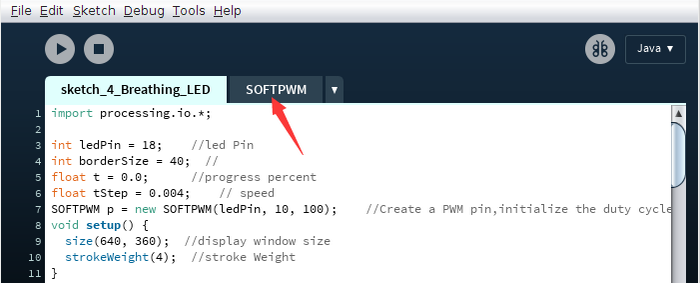 File Edit Sketch Debug Tools Help
Java ▼
sketch_4_Breathing_LED SOFTPWM ▼
1 import processing.io.*;
2
3 int ledPin = 18;    //led Pin
4 int borderSize = 40;  //
5 float t = 0.0;      //progress percent
6 float tStep = 0.004;    // speed
7 SOFTPWM p = new SOFTPWM(ledPin, 10, 100);    //Create a PWM pin,initialize the duty cycle
8 void setup() {
9   size(640, 360);  //display window size
10   strokeWeight(4);  //stroke Weight
11 }